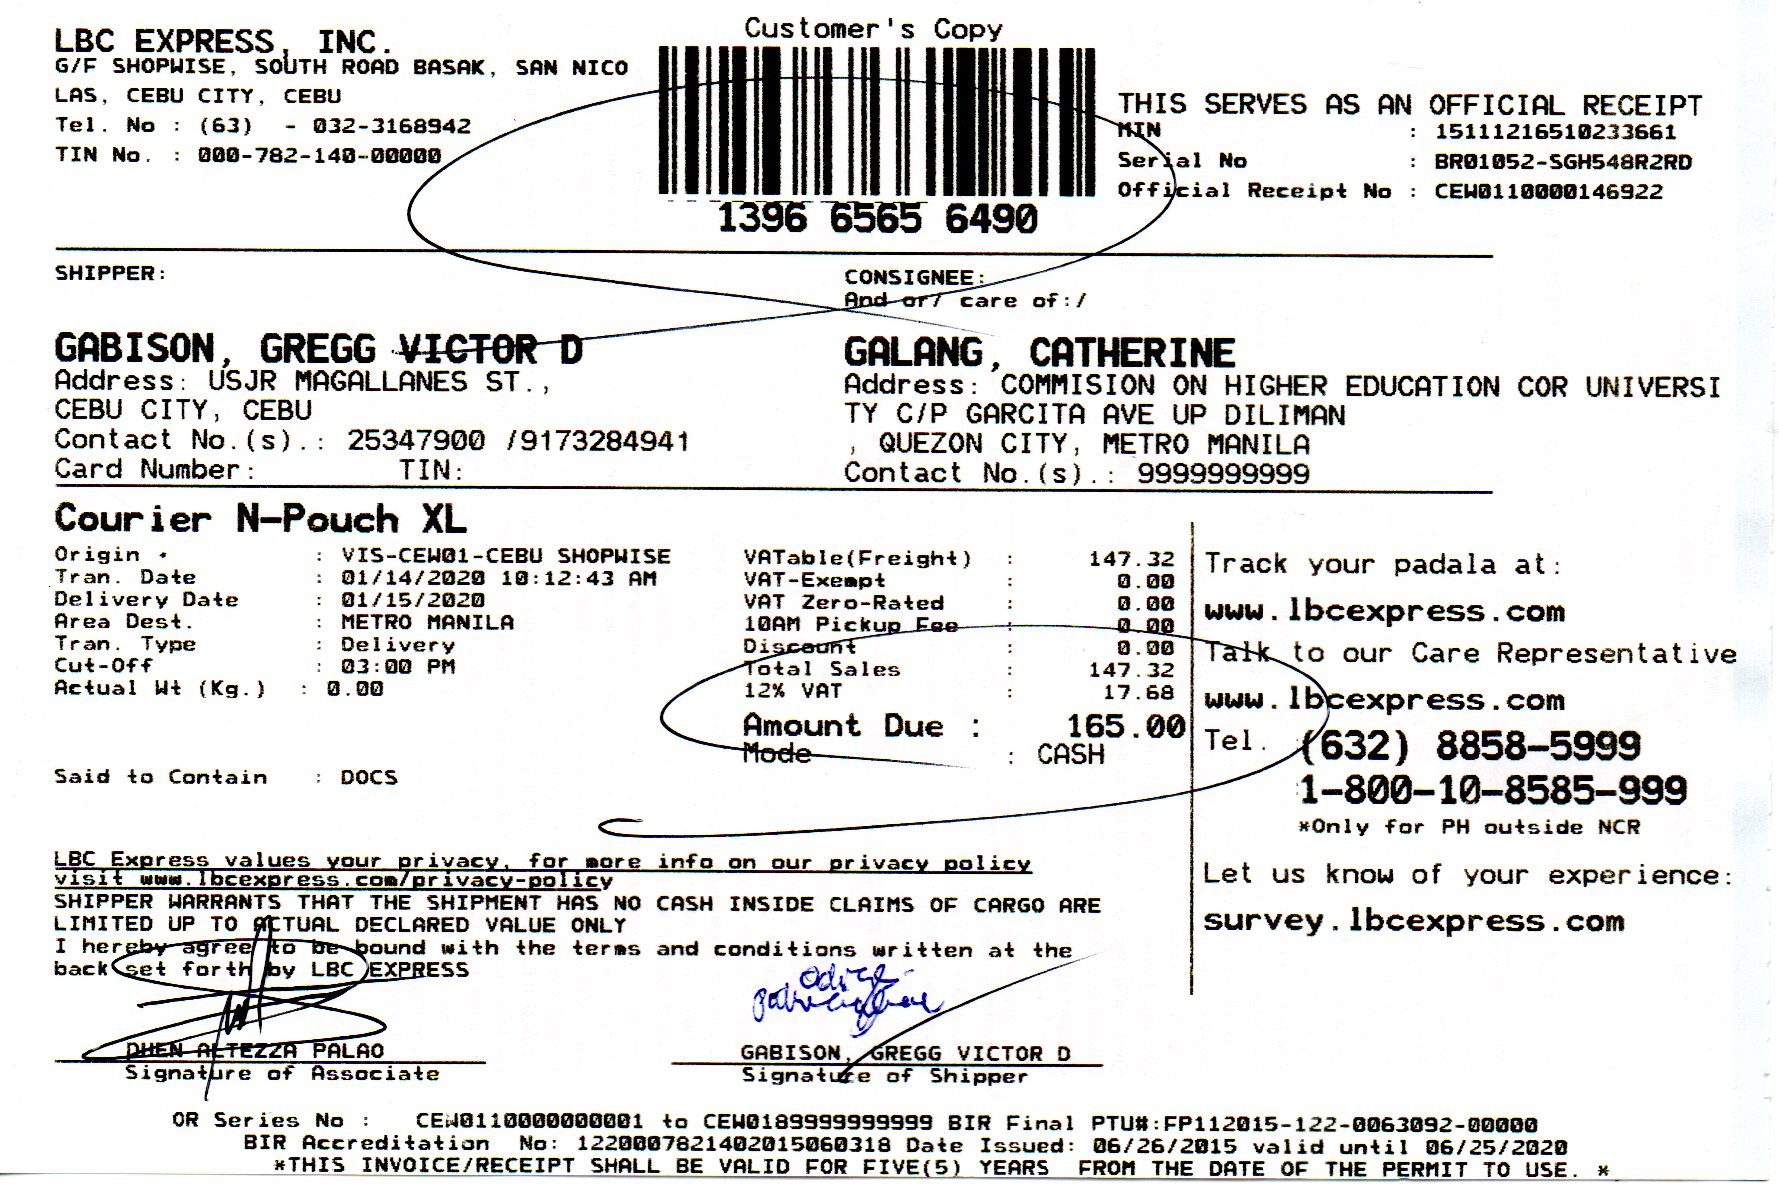 Customer's Copy
LBC EXPRESS, INC.
G/F SHOPWISE, SOUTH ROAD BASAK, SAN NICO
LAS, CEBU CITY, CEBU
Tel. No : (63)  - 032-3168942
TIN No. : 000-782-140-00000
1396 6565 6490
THIS SERVES AS AN OFFICIAL RECEIPT
MIN : 15111216510233661
Serial No : BR01052-SGH548R2RD
Official Receipt No : CEW0110000146922
SHIPPER:
GABISON, GREGG VICTOR D
Address: USJR MAGALLANES ST.,
CEBU CITY, CEBU
Contact No.(s).: 25347900 /9173284941
Card Number: TIN:
CONSIGNEE:
And or/ care of:/
GALANG, CATHERINE
Address: COMMISION ON HIGHER EDUCATION COR UNIVERSI
TY C/P GARCITA AVE UP DILIMAN
, QUEZON CITY, METRO MANILA
Contact No.(s).: 9999999999
Courier N-Pouch XL
Origin : VIS-CEW01-CEBU SHOPWISE
Tran. Date : 01/14/2020 10:12:43 AM
Delivery Date : 01/15/2020
Area Dest. : METRO MANILA
Tran. Type : Delivery
Cut-Off : 03:00 PM
Actual Wt (Kg.) : 0.00
Said to Contain : DOCS
VATable(Freight) : 147.32
VAT-Exempt : 0.00
VAT Zero-Rated : 0.00
10AM Pickup Fee : 0.00
Discount : 0.00
Total Sales : 147.32
12% VAT : 17.68
Amount Due : 165.00
Mode : CASH
Track your padala at:
www.lbcexpress.com
Talk to our Care Representative
www.lbcexpress.com
Tel. (632) 8858-5999
1-800-10-8585-999
*Only for PH outside NCR
Let us know of your experience:
survey.lbcexpress.com
LBC Express values your privacy, for more info on our privacy policy
visit www.lbcexpress.com/privacy-policy
SHIPPER WARRANTS THAT THE SHIPMENT HAS NO CASH INSIDE CLAIMS OF CARGO ARE
LIMITED UP TO ACTUAL DECLARED VALUE ONLY
I hereby agree to be bound with the terms and conditions written at the
back set forth by LBC EXPRESS
DHEN ALTEZZA PALAO
Signature of Associate
GABISON, GREGG VICTOR D
Signature of Shipper
OR Series No : CEW0110000000001 to CEW0189999999999 BIR Final PTU#:FP112015-122-0063092-00000
BIR Accreditation No: 12200078214020150603​18 Date Issued: 06/26/2015 valid until 06/25/2020
*THIS INVOICE/RECEIPT SHALL BE VALID FOR FIVE(5) YEARS FROM THE DATE OF THE PERMIT TO USE. *